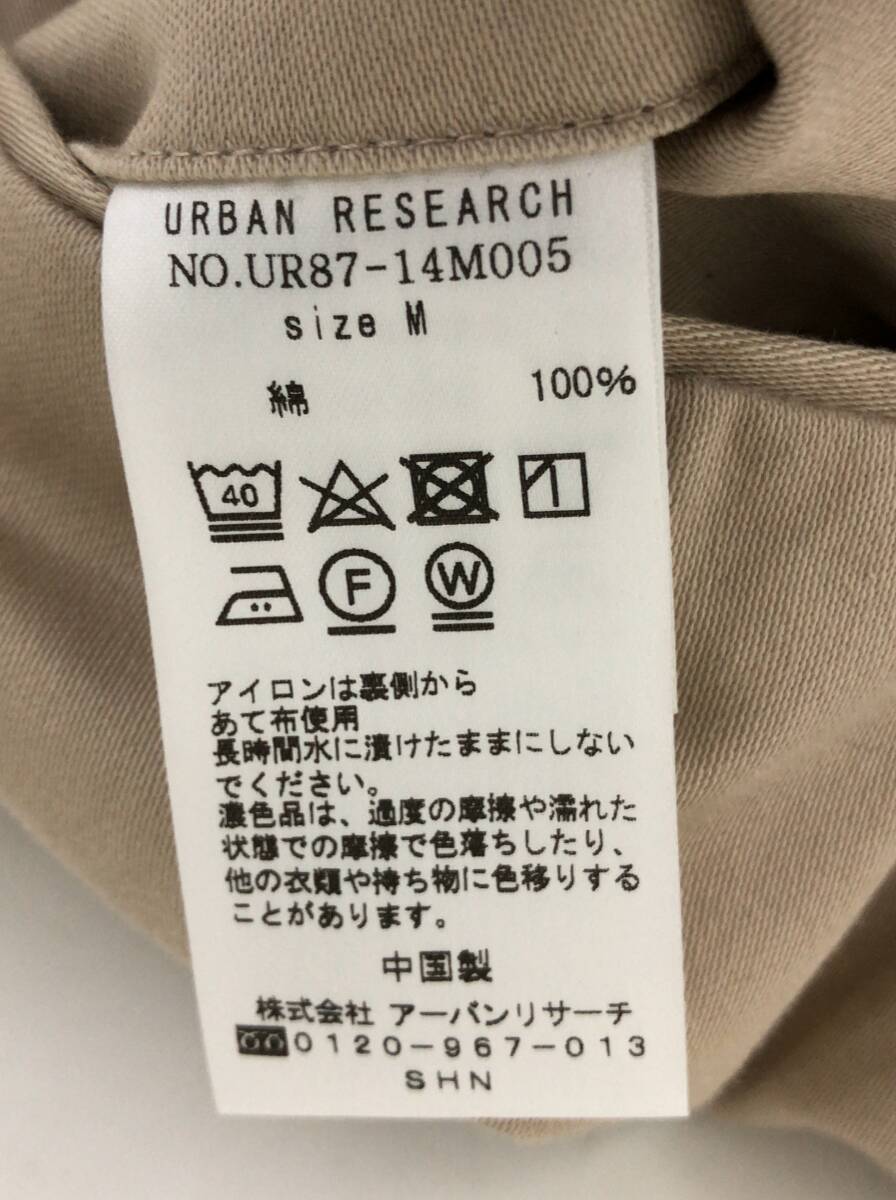 URBAN RESEARCH
NO.UR87-14M005
size M
綿 100%
40
F W
アイロンは裏側から
あて布使用
長時間水に漬けたままにしない
でください。
濃色品は、過度の摩擦や濡れた
状態での摩擦で色落ちしたり、
他の衣類や持ち物に色移りする
ことがあります。
中国製
株式会社 アーバンリサーチ
0120-967-013
SHN